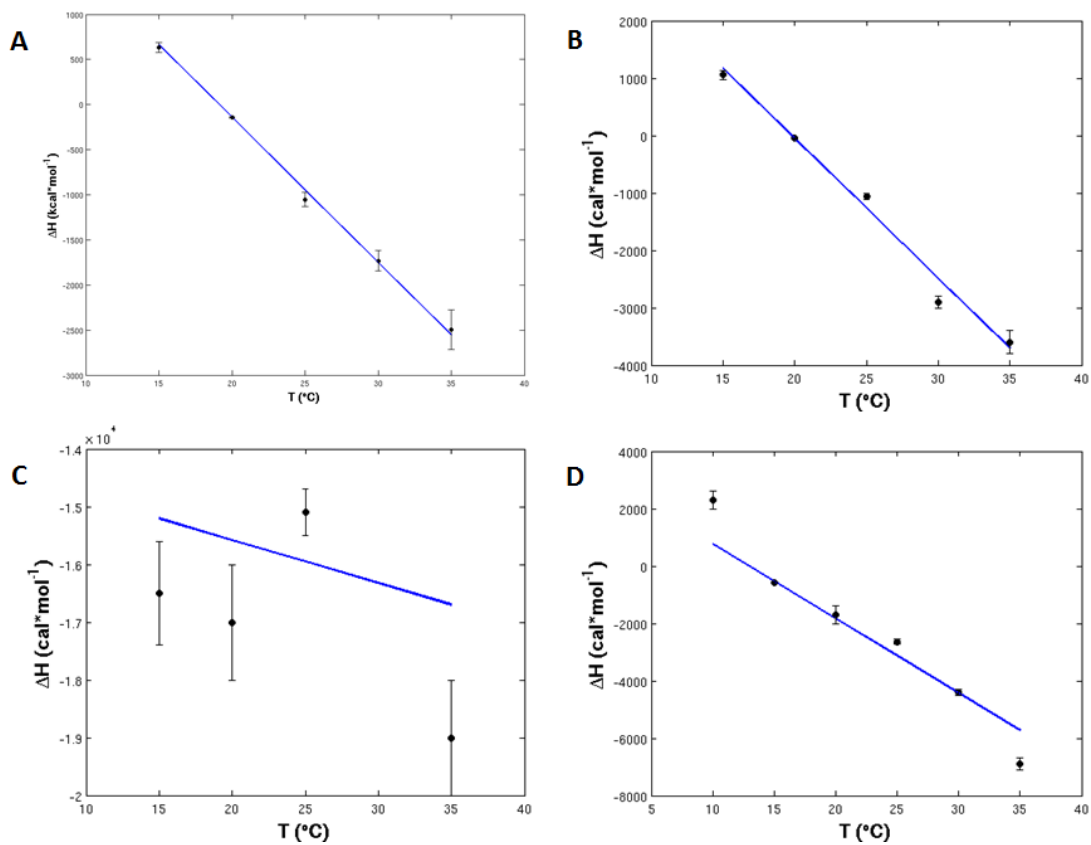 A
1000
500
0
-500
-1000
-1500
-2000
-2500
-3000
ΔH (kcal*mol⁻¹)
10 15 20 25 30 35 40
T (°C)
B
2000
1000
0
-1000
-2000
-3000
-4000
ΔH (cal*mol⁻¹)
10 15 20 25 30 35 40
T (°C)
C
× 10⁴
-1.4
-1.5
-1.6
-1.7
-1.8
-1.9
-2
ΔH (cal*mol⁻¹)
10 15 20 25 30 35 40
T (°C)
D
4000
2000
0
-2000
-4000
-6000
-8000
ΔH (cal*mol⁻¹)
5 10 15 20 25 30 35 40
T (°C)